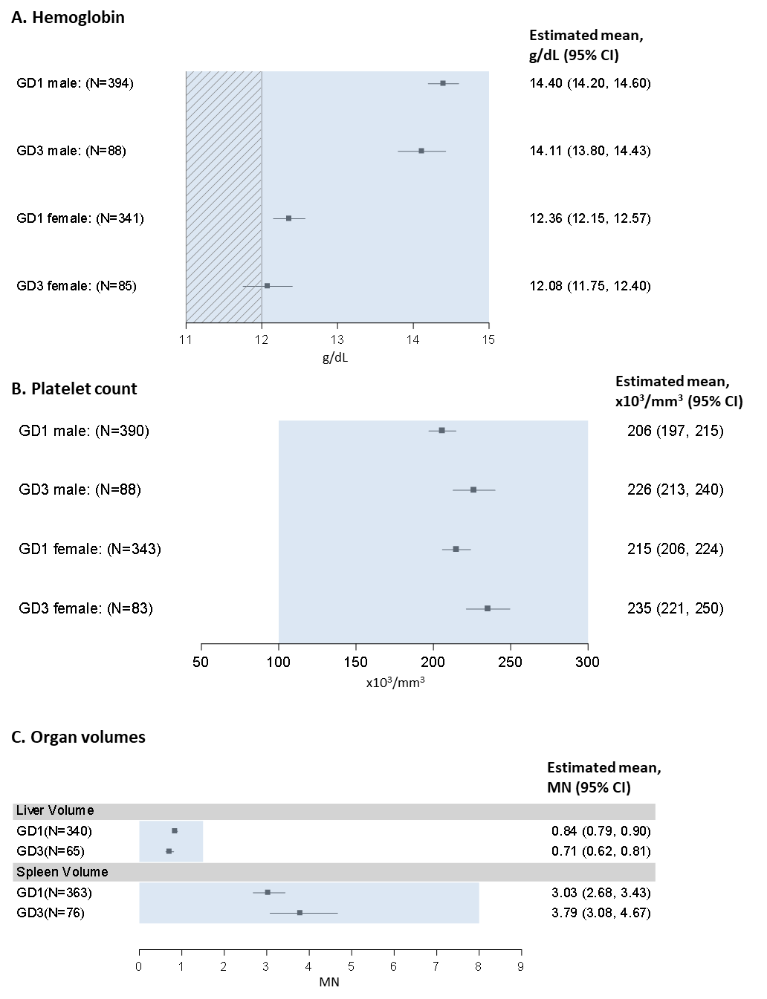 A. Hemoglobin
Estimated mean,
g/dL (95% CI)
GD1 male: (N=394)
14.40 (14.20, 14.60)
GD3 male: (N=88)
14.11 (13.80, 14.43)
GD1 female: (N=341)
12.36 (12.15, 12.57)
GD3 female: (N=85)
12.08 (11.75, 12.40)
11 12 13 14 15
g/dL
B. Platelet count
Estimated mean,
x10³/mm³ (95% CI)
GD1 male: (N=390)
206 (197, 215)
GD3 male: (N=88)
226 (213, 240)
GD1 female: (N=343)
215 (206, 224)
GD3 female: (N=83)
235 (221, 250)
50 100 150 200 250 300
x10³/mm³
C. Organ volumes
Estimated mean,
MN (95% CI)
Liver Volume
GD1(N=340)
0.84 (0.79, 0.90)
GD3(N=65)
0.71 (0.62, 0.81)
Spleen Volume
GD1(N=363)
3.03 (2.68, 3.43)
GD3(N=76)
3.79 (3.08, 4.67)
0 1 2 3 4 5 6 7 8 9
MN